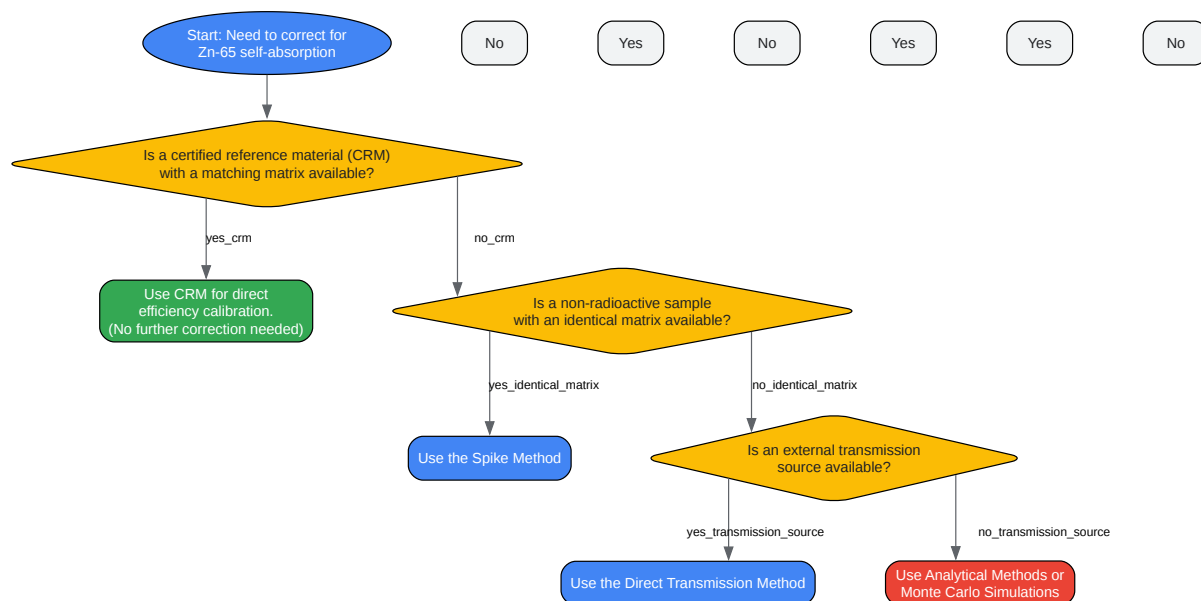 Start: Need to correct for
Zn-65 self-absorption
No
Yes
No
Yes
Yes
No
Is a certified reference material (CRM)
with a matching matrix available?
yes_crm
no_crm
Use CRM for direct
efficiency calibration.
(No further correction needed)
Is a non-radioactive sample
with an identical matrix available?
yes_identical_matrix
no_identical_matrix
Use the Spike Method
Is an external transmission
source available?
yes_transmission_source
no_transmission_source
Use the Direct Transmission Method
Use Analytical Methods or
Monte Carlo Simulations